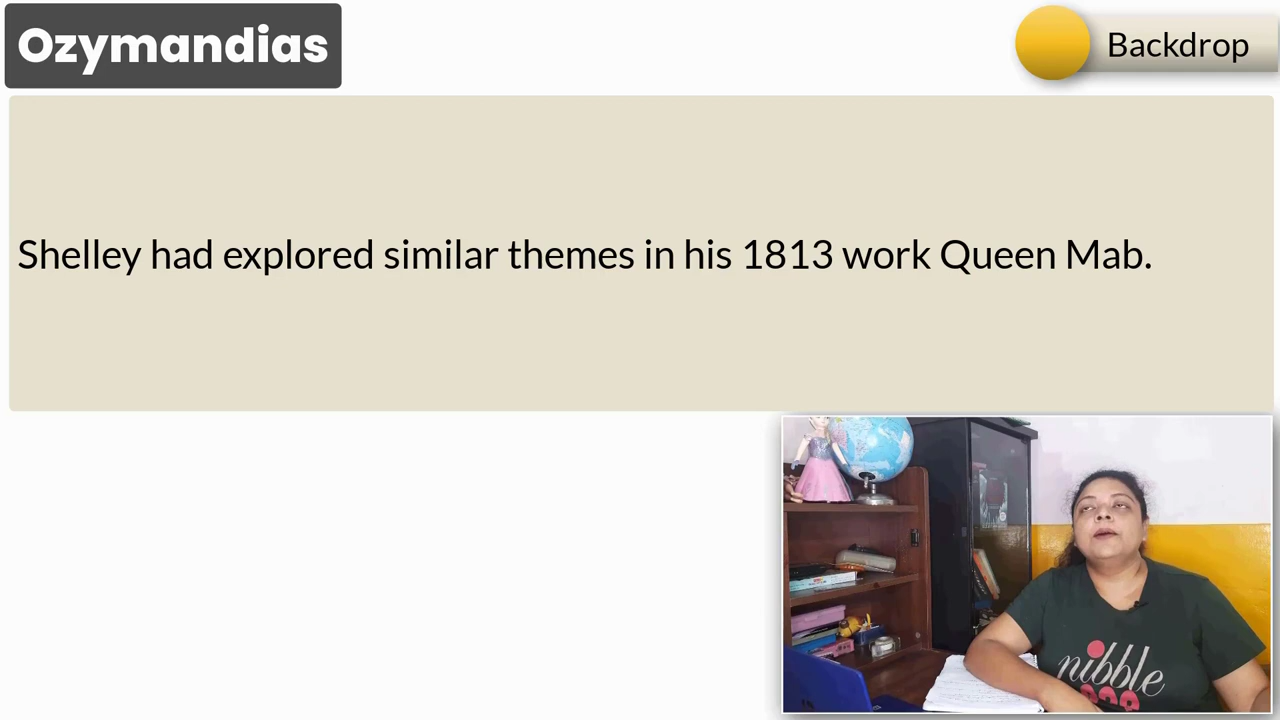 Ozymandias
Backdrop
Shelley had explored similar themes in his 1813 work Queen Mab.
nibble